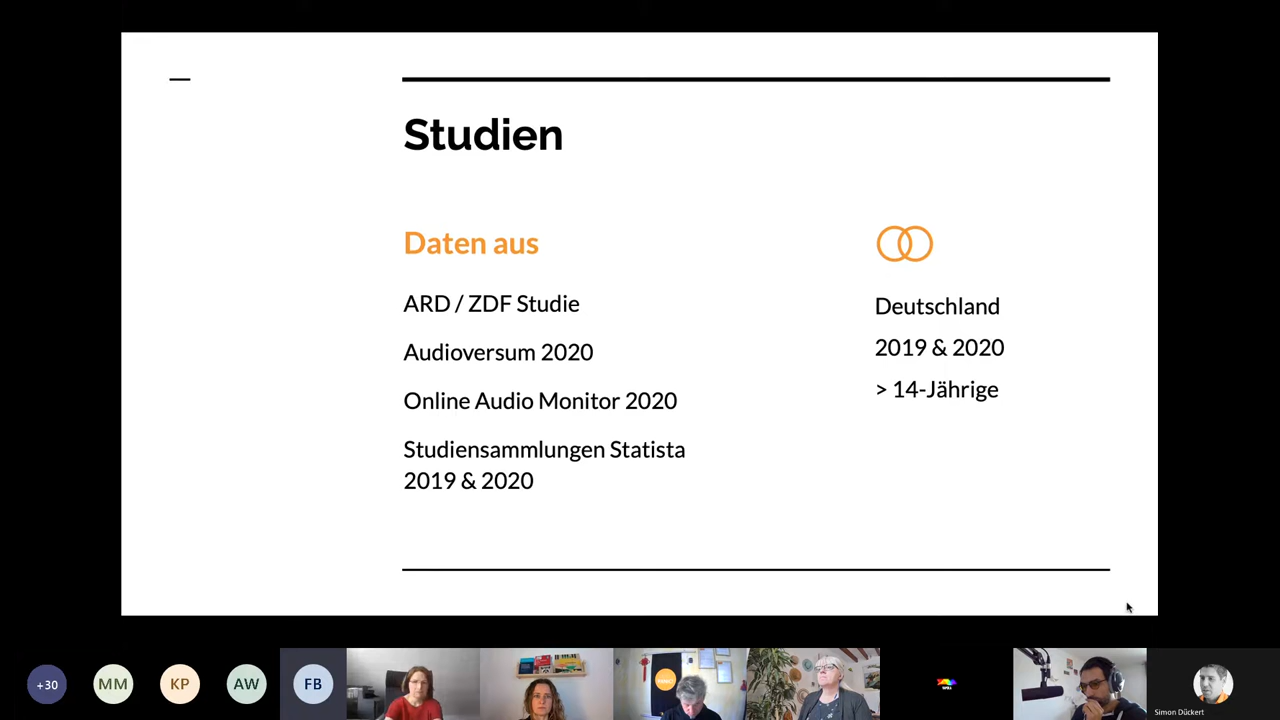 Studien
Daten aus
ARD / ZDF Studie
Audioversum 2020
Online Audio Monitor 2020
Studiensammlungen Statista
2019 & 2020
Deutschland
2019 & 2020
> 14-Jährige
+30
MM
KP
AW
FB
Simon Dückert